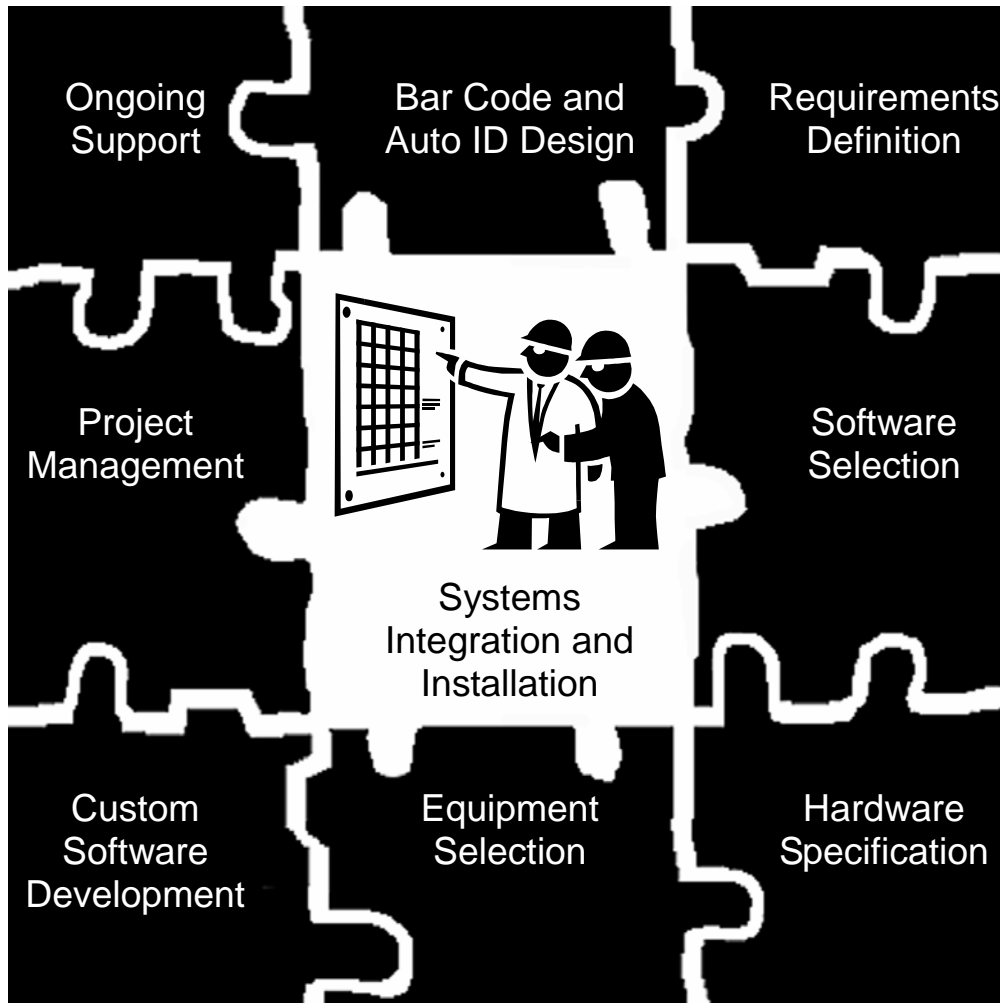 Ongoing
Support
Bar Code and
Auto ID Design
Requirements
Definition
Project
Management
Systems
Integration and
Installation
Software
Selection
Custom
Software
Development
Equipment
Selection
Hardware
Specification